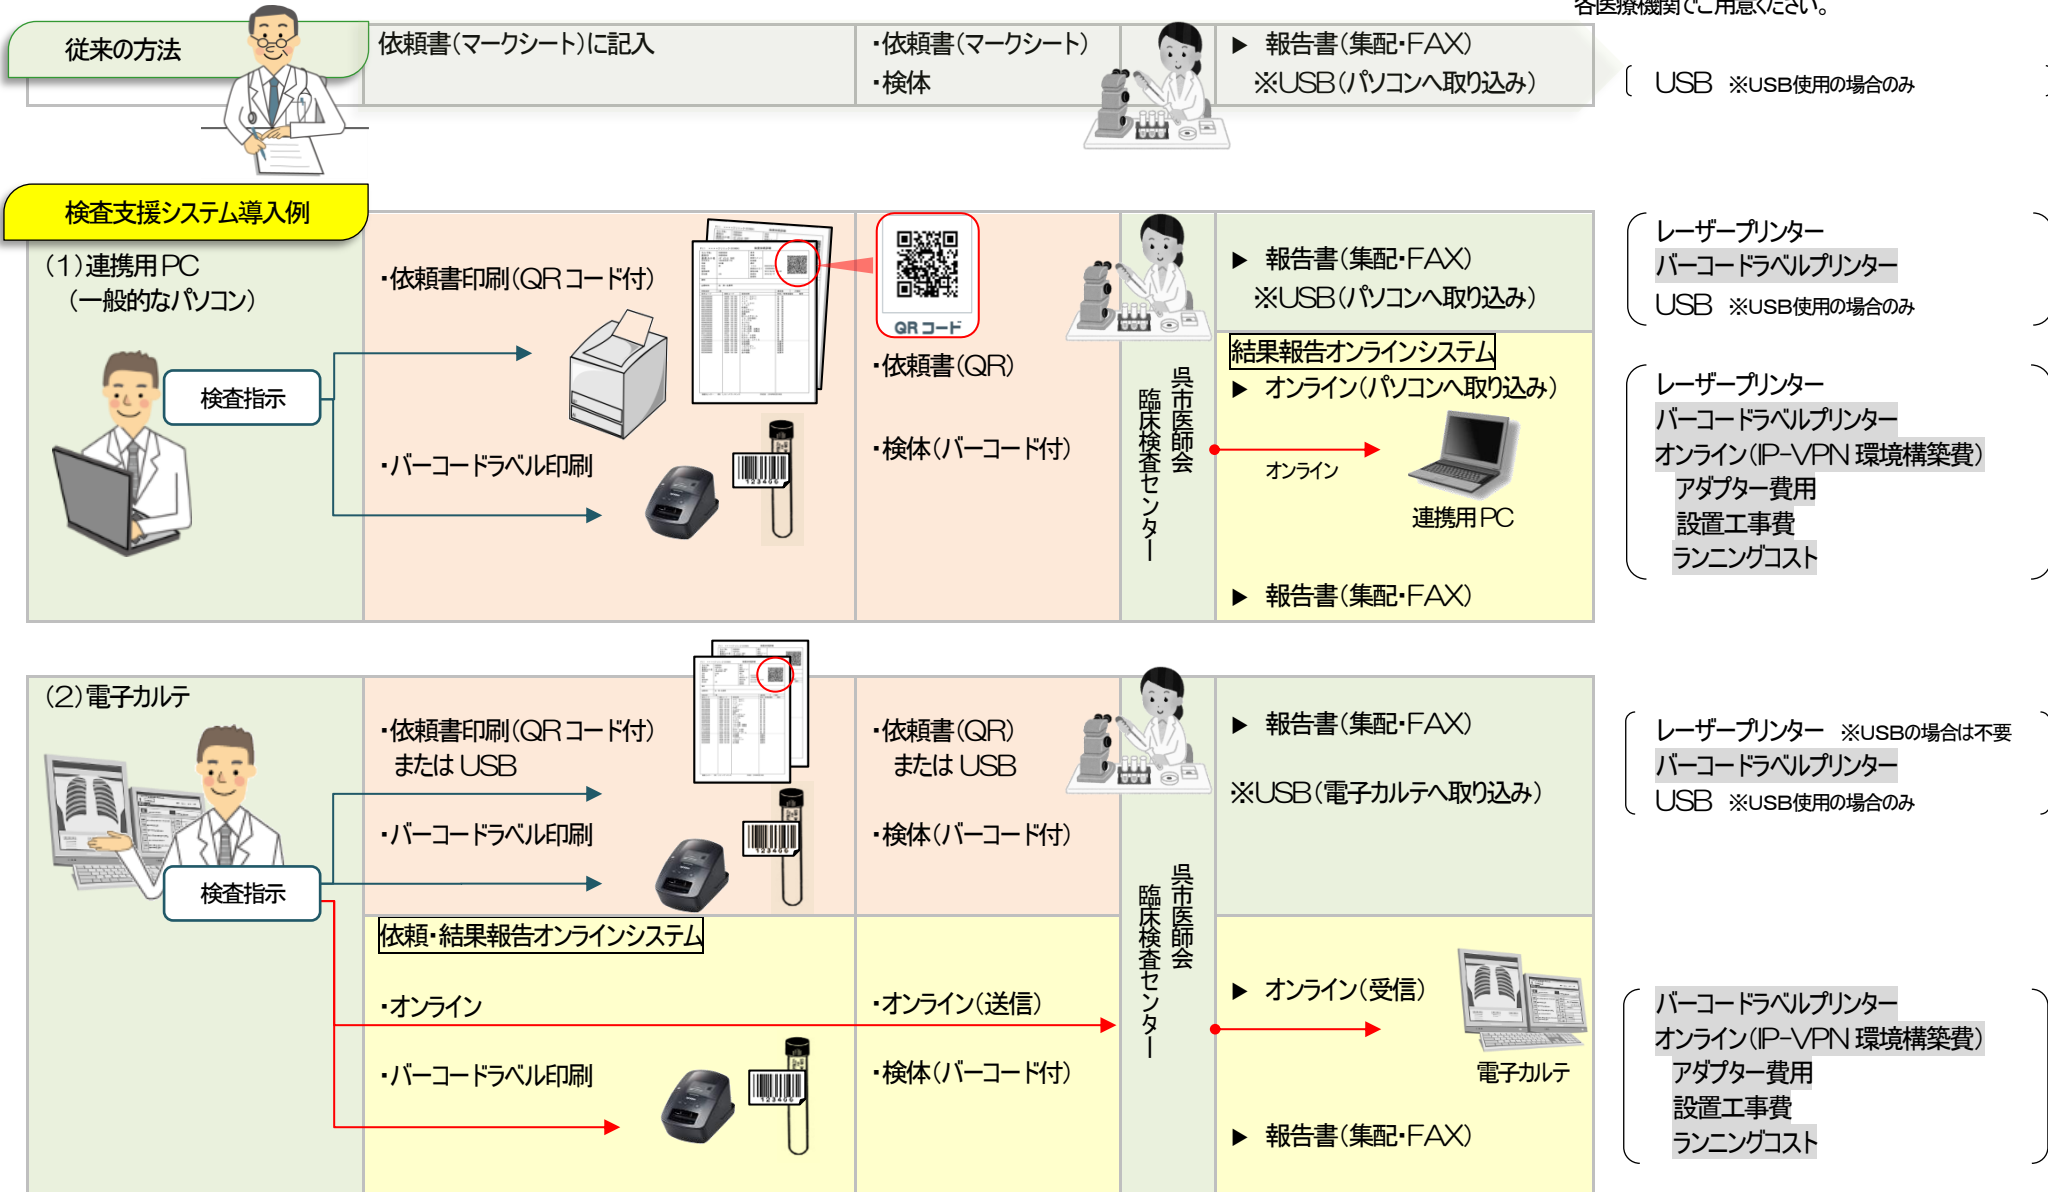 各医療機関でご用意ください。
従来の方法
依頼書(マークシート)に記入
・依頼書(マークシート)
・検体
▶ 報告書(集配・FAX)
※USB(パソコンへ取り込み)
USB ※USB使用の場合のみ
検査支援システム導入例
(1)連携用PC
(一般的なパソコン)
検査指示
・依頼書印刷(QRコード付)
・バーコードラベル印刷
123456
QRコード
・依頼書(QR)
・検体(バーコード付)
呉市医師会
臨床検査センター
▶ 報告書(集配・FAX)
※USB(パソコンへ取り込み)
結果報告オンラインシステム
▶ オンライン(パソコンへ取り込み)
オンライン
連携用PC
▶ 報告書(集配・FAX)
レーザープリンター
バーコードラベルプリンター
USB ※USB使用の場合のみ
レーザープリンター
バーコードラベルプリンター
オンライン(IP-VPN環境構築費)
アダプター費用
設置工事費
ランニングコスト
(2)電子カルテ
検査指示
・依頼書印刷(QRコード付)
またはUSB
・バーコードラベル印刷
123456
・依頼書(QR)
またはUSB
・検体(バーコード付)
呉市医師会
臨床検査センター
▶ 報告書(集配・FAX)
※USB(電子カルテへ取り込み)
レーザープリンター ※USBの場合は不要
バーコードラベルプリンター
USB ※USB使用の場合のみ
依頼・結果報告オンラインシステム
・オンライン
・バーコードラベル印刷
123456
・オンライン(送信)
・検体(バーコード付)
▶ オンライン(受信)
電子カルテ
▶ 報告書(集配・FAX)
バーコードラベルプリンター
オンライン(IP-VPN環境構築費)
アダプター費用
設置工事費
ランニングコスト